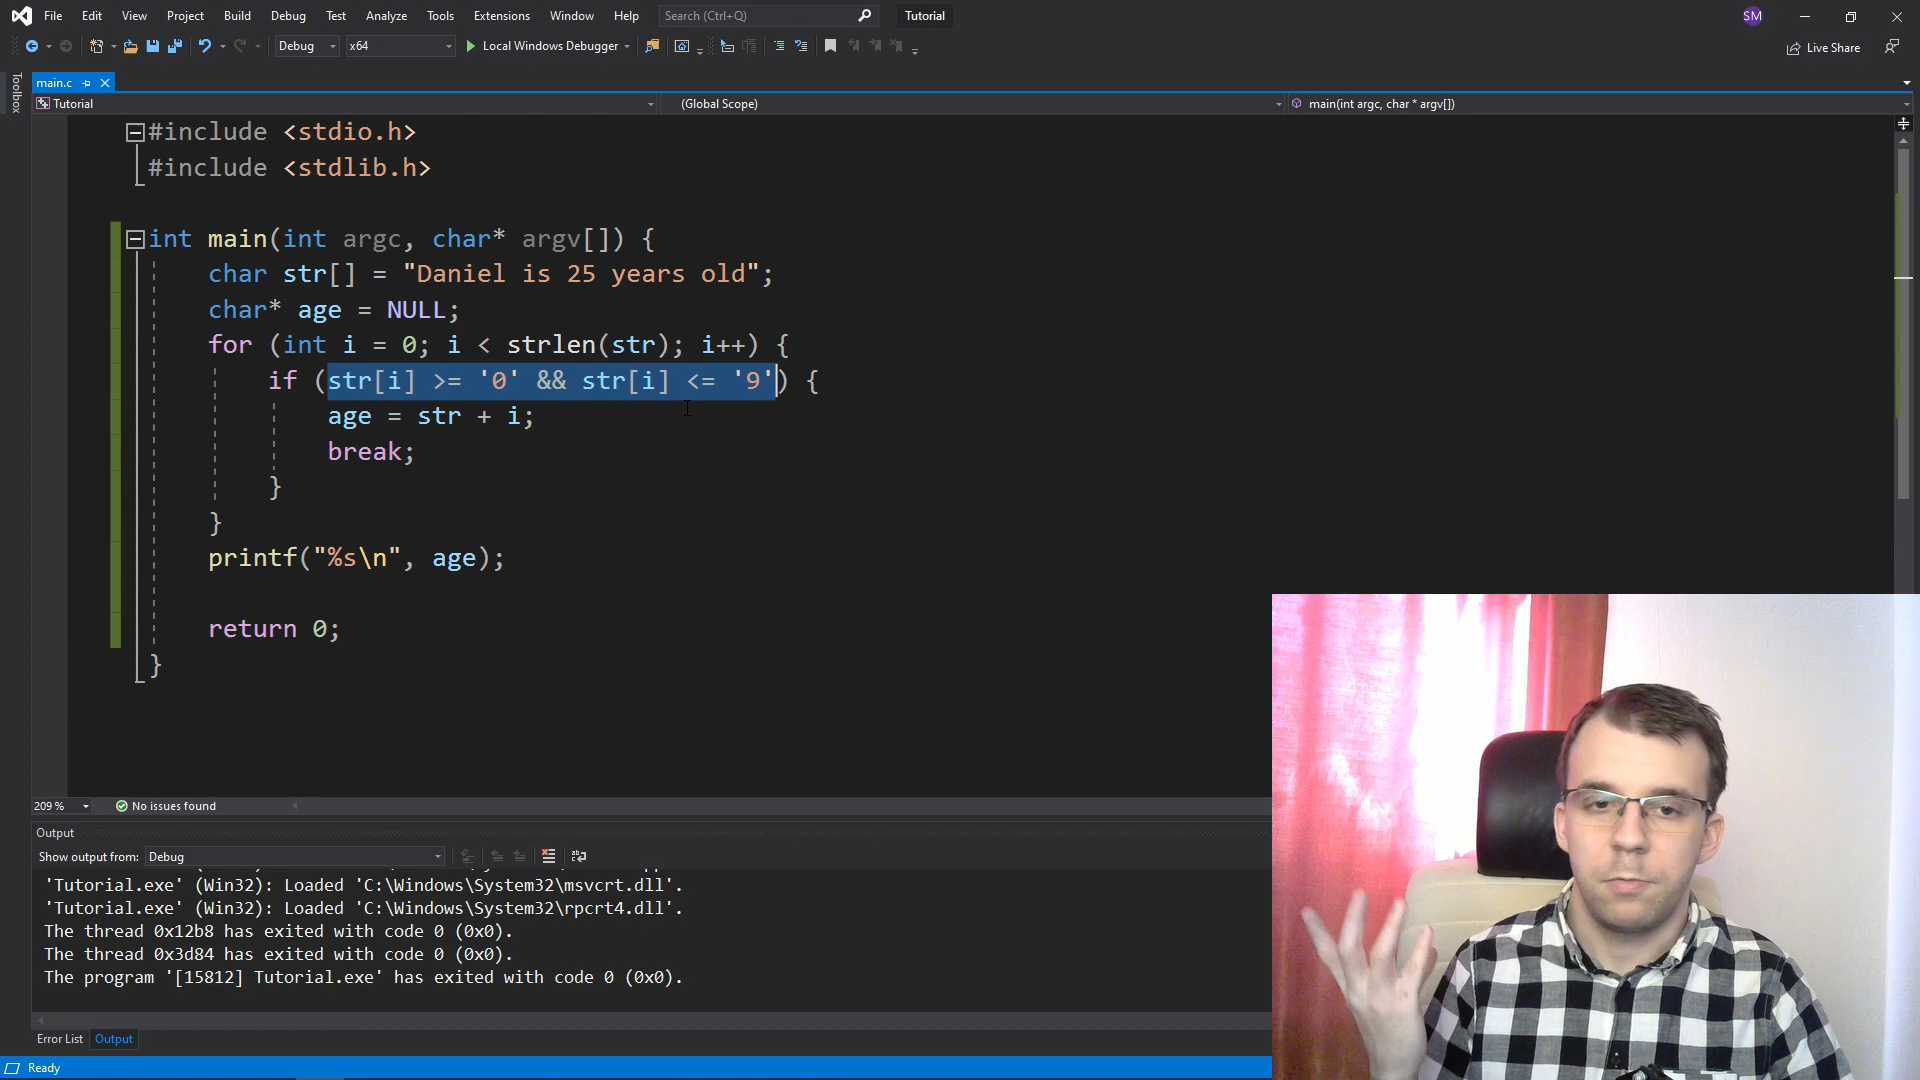 File Edit View Project Build Debug Test Analyze Tools Extensions Window Help Search (Ctrl+Q) Tutorial SM
Debug x64 Local Windows Debugger Live Share
Toolbox
main.c
Tutorial (Global Scope) main(int argc, char * argv[])
#include <stdio.h>
#include <stdlib.h>
int main(int argc, char* argv[]) {
char str[] = "Daniel is 25 years old";
char* age = NULL;
for (int i = 0; i < strlen(str); i++) {
if (str[i] >= '0' && str[i] <= '9') {
age = str + i;
break;
}
}
printf("%s\n", age);
return 0;
}
209 % No issues found
Output
Show output from: Debug
'Tutorial.exe' (Win32): Loaded 'C:\Windows\System32\msvcrt.dll'.
'Tutorial.exe' (Win32): Loaded 'C:\Windows\System32\rpcrt4.dll'.
The thread 0x12b8 has exited with code 0 (0x0).
The thread 0x3d84 has exited with code 0 (0x0).
The program '[15812] Tutorial.exe' has exited with code 0 (0x0).
Error List Output
Ready